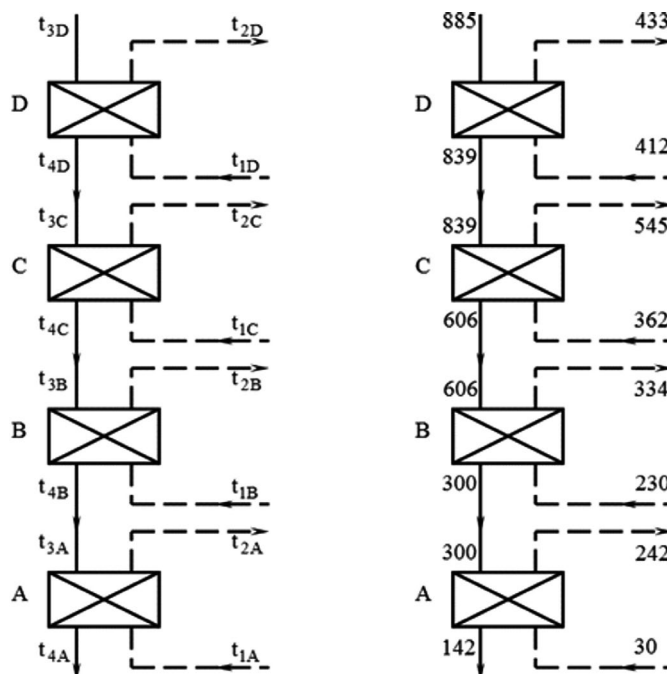 t3D t2D 885 433
D D
t4D t1D 839 412
t3C t2C 839 545
C C
t4C t1C 606 362
t3B t2B 606 334
B B
t4B t1B 300 230
t3A t2A 300 242
A A
t4A t1A 142 30